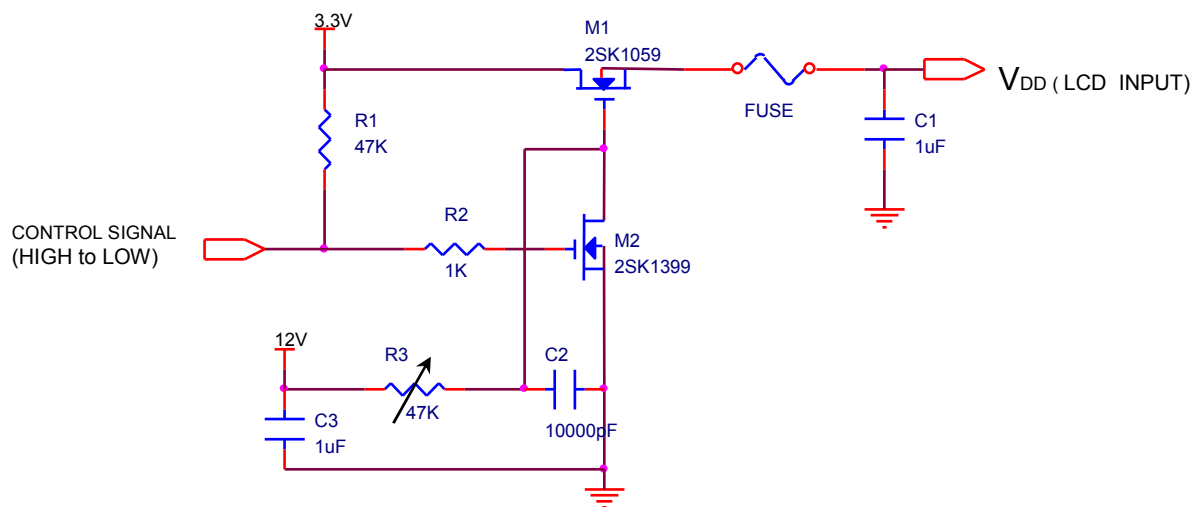 3.3V
M1
2SK1059
FUSE
VDD ( LCD INPUT)
R1
47K
C1
1uF
CONTROL SIGNAL
(HIGH to LOW)
R2
1K
M2
2SK1399
12V
R3
47K
C2
10000pF
C3
1uF